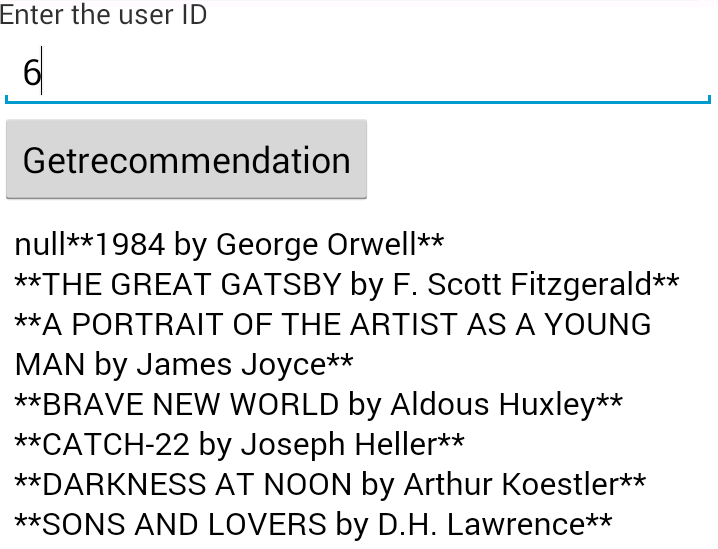 Enter the user ID
6
Getrecommendation
null**1984 by George Orwell**
**THE GREAT GATSBY by F. Scott Fitzgerald**
**A PORTRAIT OF THE ARTIST AS A YOUNG
MAN by James Joyce**
**BRAVE NEW WORLD by Aldous Huxley**
**CATCH-22 by Joseph Heller**
**DARKNESS AT NOON by Arthur Koestler**
**SONS AND LOVERS by D.H. Lawrence**